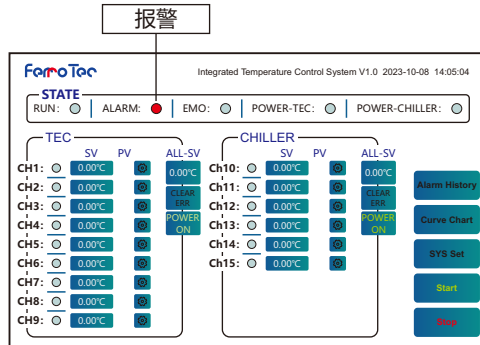 报警
FerroTec
Integrated Temperature Control System V1.0 2023-10-08 14:05:04
STATE
RUN: ALARM: EMO: POWER-TEC: POWER-CHILLER:
TEC CHILLER
SV PV ALL-SV SV PV ALL-SV
CH1: 0.00℃ 0.00℃ Ch10: 0.00℃ 0.00℃
CH2: 0.00℃ CLEAR ERR Ch11: 0.00℃ CLEAR ERR Alarm History
CH3: 0.00℃ Ch12: 0.00℃
CH4: 0.00℃ POWER ON Ch13: 0.00℃ POWER ON Curve Chart
CH5: 0.00℃ Ch14: 0.00℃
CH6: 0.00℃ Ch15: 0.00℃ SYS Set
CH7: 0.00℃
CH8: 0.00℃ Start
CH9: 0.00℃ Stop